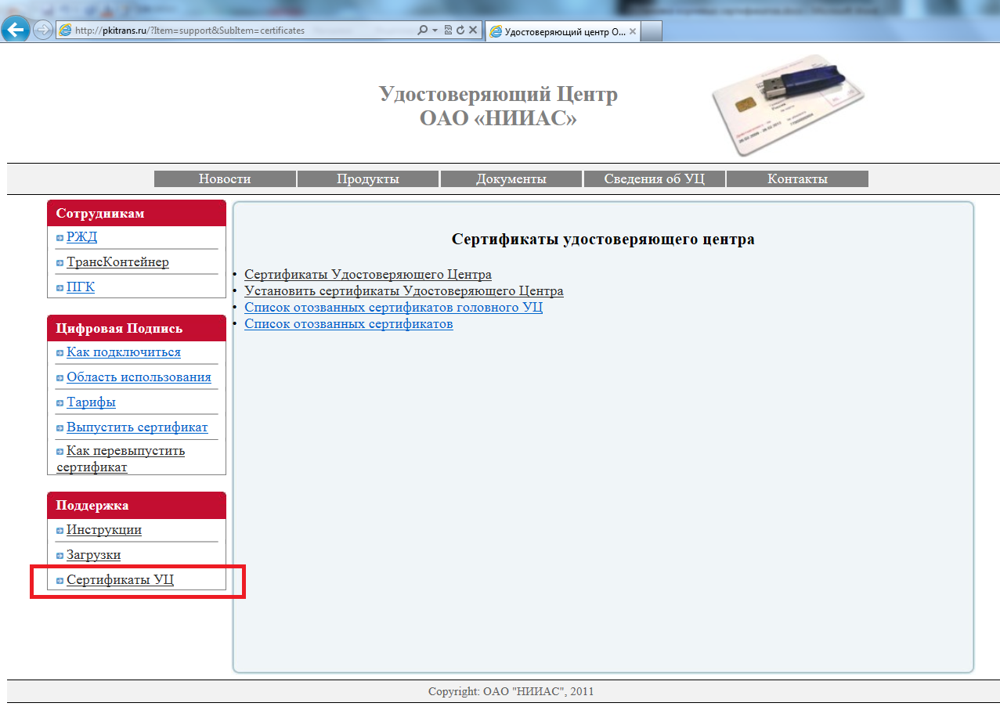 http://pkitrans.ru/?Item=support&SubItem=certificates
Удостоверяющий центр О...
Удостоверяющий Центр
ОАО «НИИАС»
Новости
Продукты
Документы
Сведения об УЦ
Контакты
Сотрудникам
РЖД
ТрансКонтейнер
ПГК
Цифровая Подпись
Как подключиться
Область использования
Тарифы
Выпустить сертификат
Как перевыпустить
сертификат
Поддержка
Инструкции
Загрузки
Сертификаты УЦ
Сертификаты удостоверяющего центра
• Сертификаты Удостоверяющего Центра
• Установить сертификаты Удостоверяющего Центра
• Список отозванных сертификатов головного УЦ
• Список отозванных сертификатов
Copyright: ОАО "НИИАС", 2011